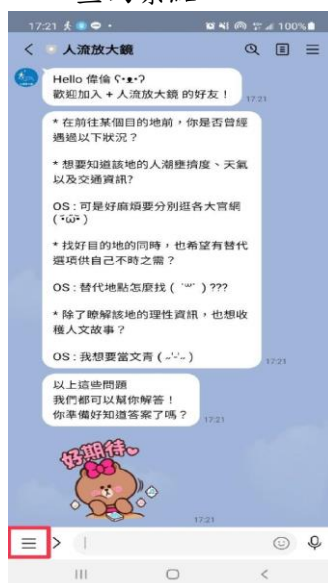 17:21
100%
人流放大鏡
Hello 偉倫
歡迎加入 + 人流放大鏡 的好友！
17:21
* 在前往某個目的地前，你是否曾經
遇過以下狀況？
* 想要知道該地的人潮壅擠度、天氣
以及交通資訊?
OS : 可是好麻煩要分別逛各大官網
* 找好目的地的同時，也希望有替代
選項供自己不時之需？
OS : 替代地點怎麼找 ( ˙꒳˙ ) ???
* 除了瞭解該地的理性資訊，也想收
穫人文故事？
OS : 我想要當文青 ( ˶'-'˶ )
17:21
以上這些問題
我們都可以幫你解答！
你準備好知道答案了嗎？
17:21
好期待
17:21